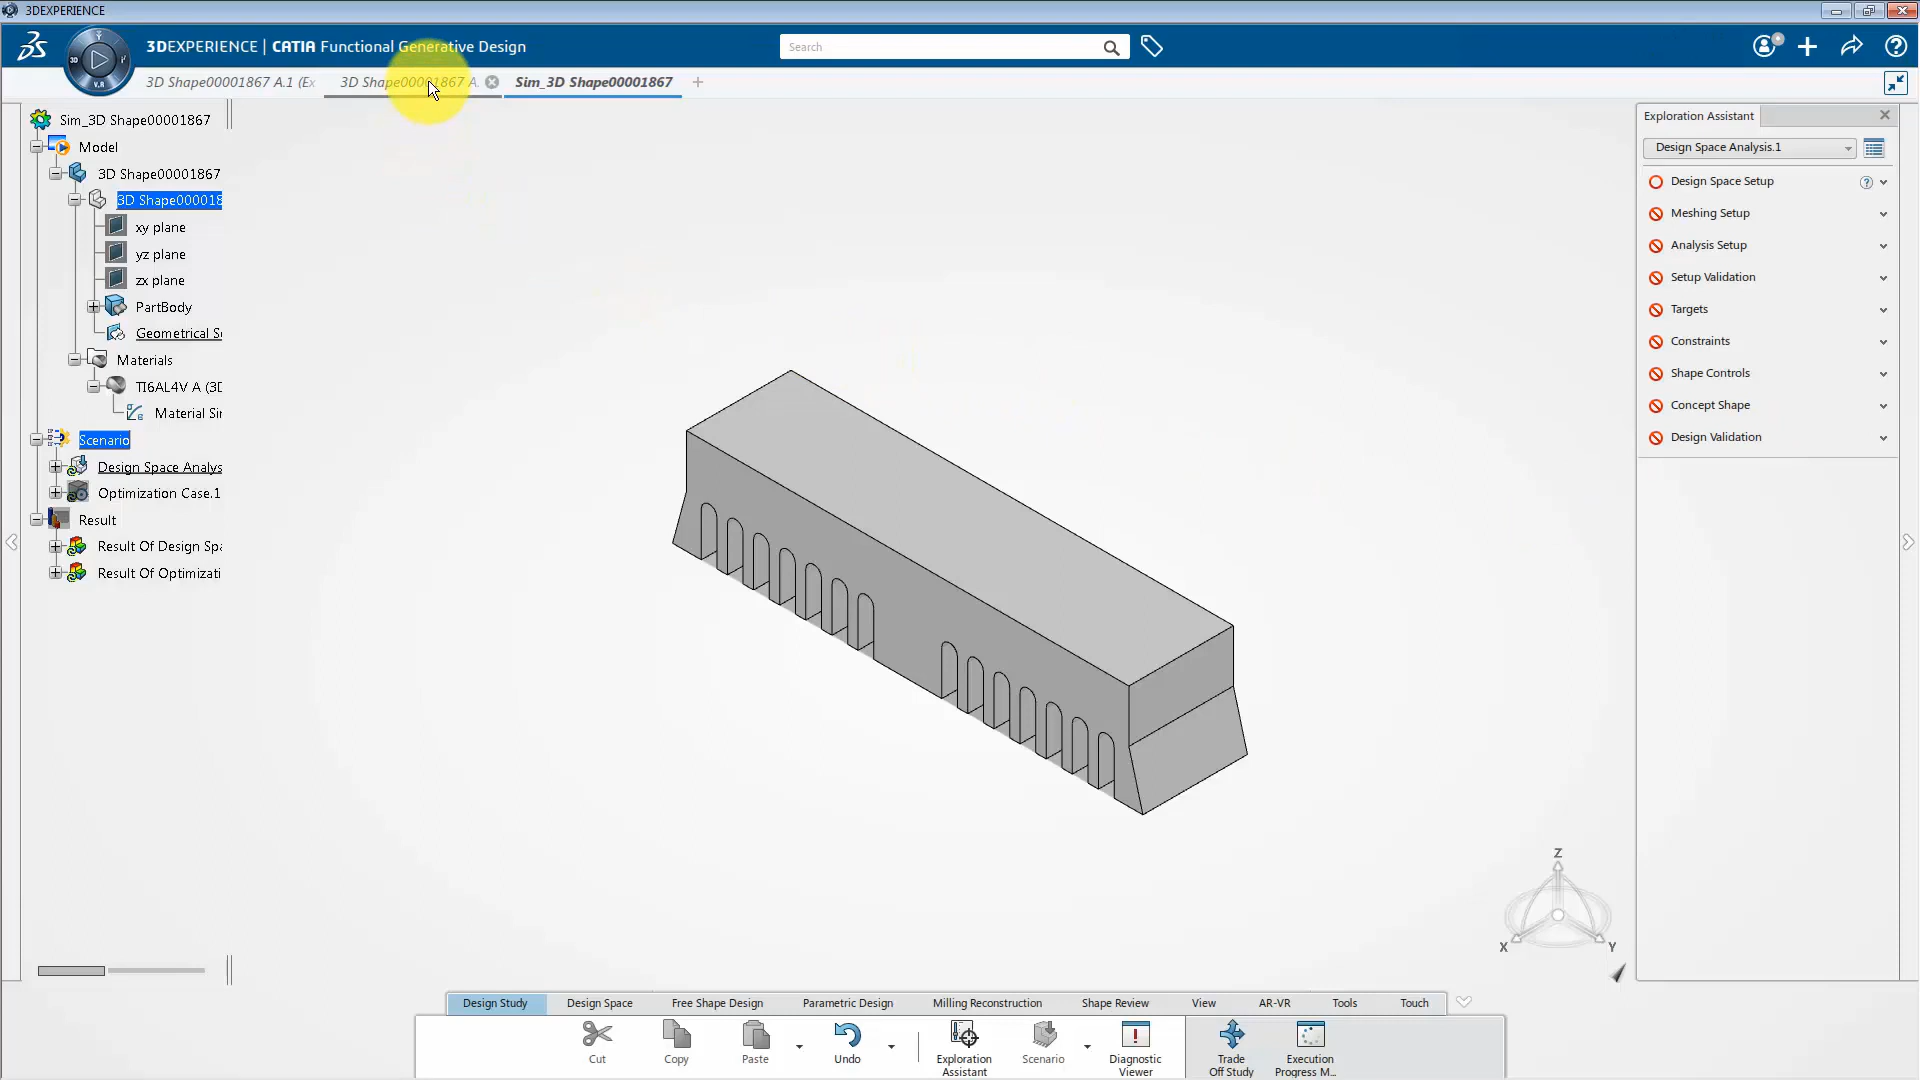 3DEXPERIENCE
3DEXPERIENCE | CATIA Functional Generative Design
Search
3D
V.R
3D Shape00001867 A.1 (Ex
3D Shape00001867 A.
Sim_3D Shape00001867
Sim_3D Shape00001867
Model
3D Shape00001867
3D Shape000018
xy plane
yz plane
zx plane
PartBody
Geometrical S
Materials
TI6AL4V A (3D
Material Sir
Scenario
Design Space Analys
Optimization Case.1
Result
Result Of Design Spa
Result Of Optimizati
Exploration Assistant
Design Space Analysis.1
Design Space Setup
Meshing Setup
Analysis Setup
Setup Validation
Targets
Constraints
Shape Controls
Concept Shape
Design Validation
Z
X
Y
Design Study
Design Space
Free Shape Design
Parametric Design
Milling Reconstruction
Shape Review
View
AR-VR
Tools
Touch
Cut
Copy
Paste
Undo
Exploration
Assistant
Scenario
Diagnostic
Viewer
Trade
Off Study
Execution
Progress M...